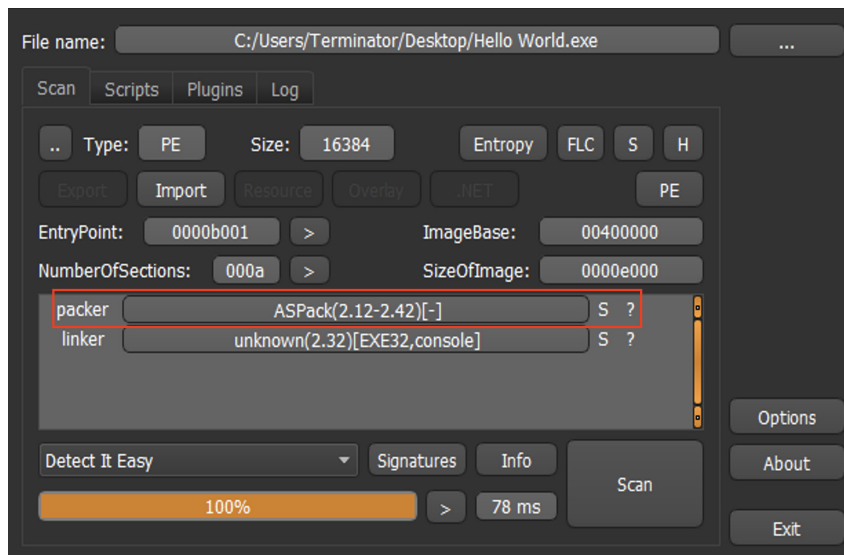 File name: C:/Users/Terminator/Desktop/Hello World.exe ...
Scan Scripts Plugins Log
.. Type: PE Size: 16384 Entropy FLC S H
Export Import Resource Overlay .NET PE
EntryPoint: 0000b001 > ImageBase: 00400000
NumberOfSections: 000a > SizeOfImage: 0000e000
packer ASPack(2.12-2.42)[-] S ?
linker unknown(2.32)[EXE32,console] S ?
Options
Detect It Easy Signatures Info Scan About
100% > 78 ms
Exit